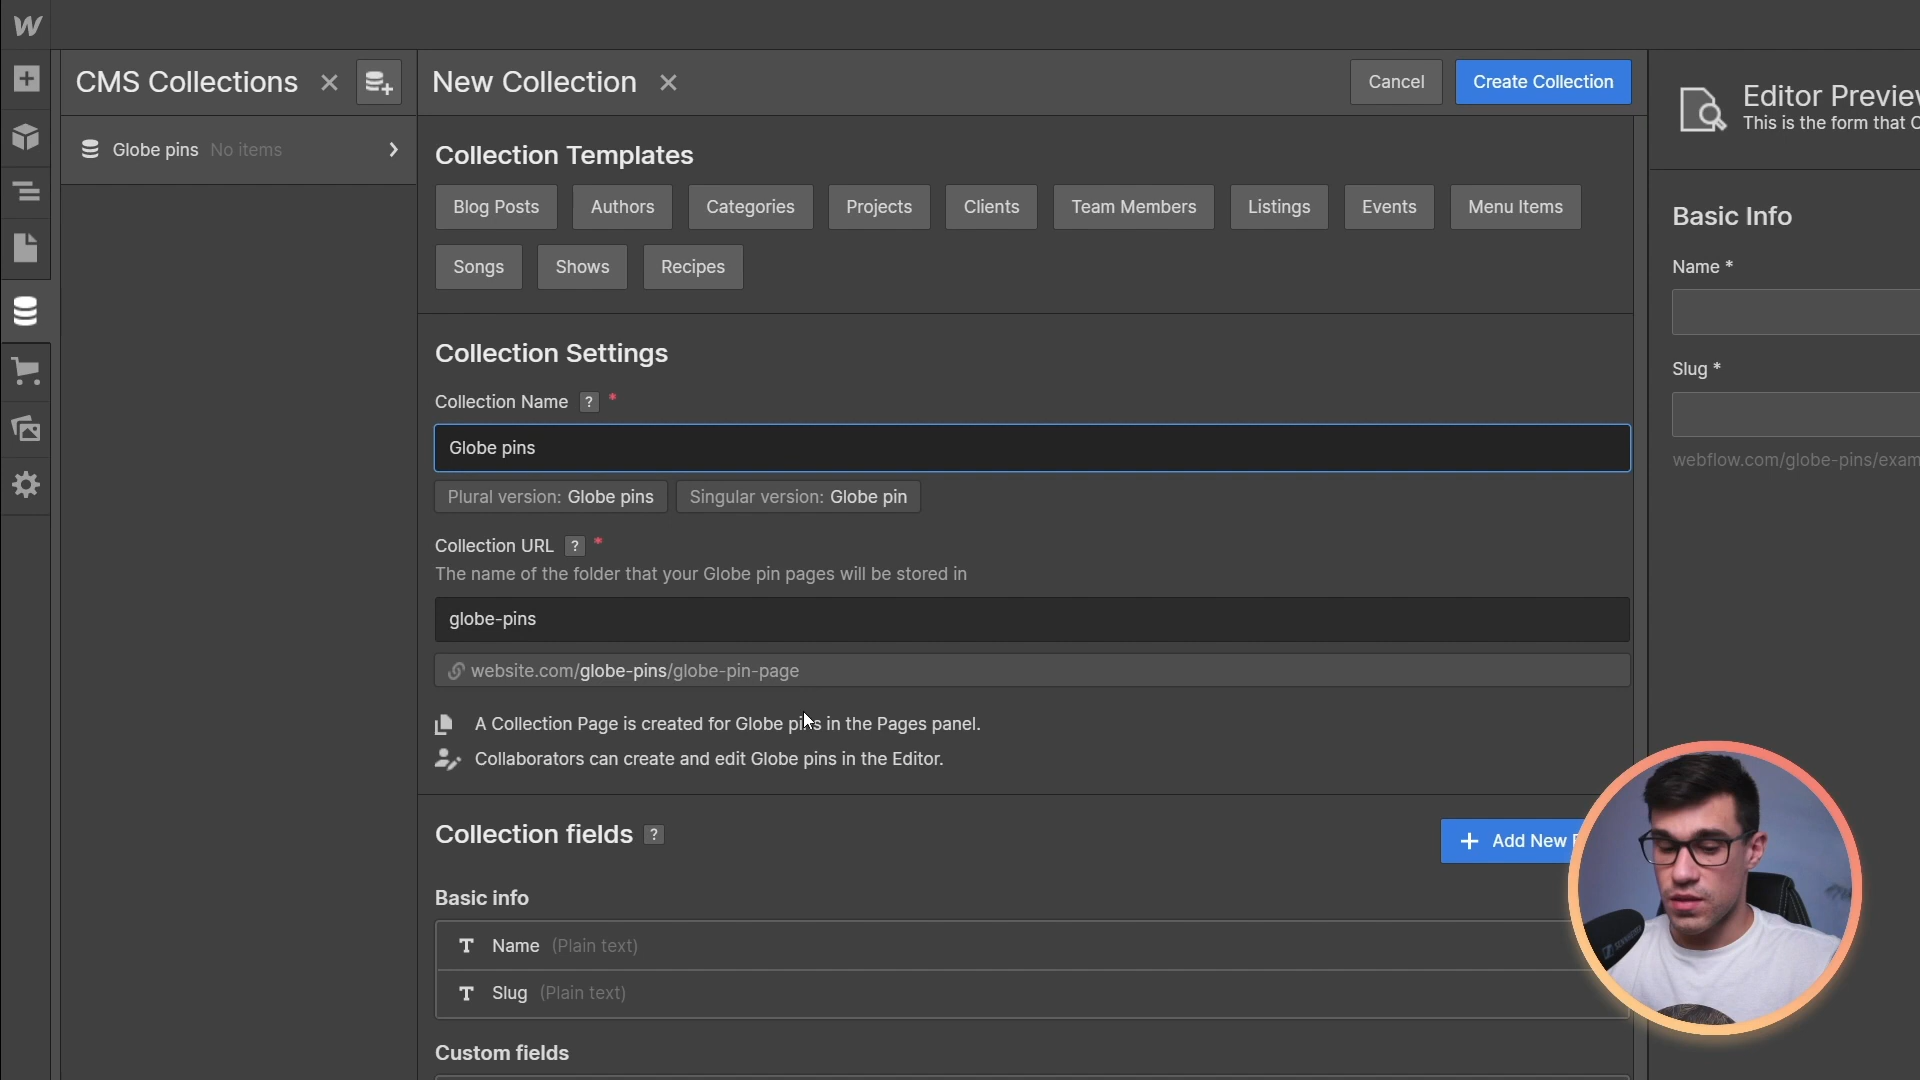 CMS Collections
New Collection
Cancel
Create Collection
Editor Preview
This is the form that C
Globe pins No items
Collection Templates
Blog Posts Authors Categories Projects Clients Team Members Listings Events Menu Items
Songs Shows Recipes
Basic Info
Name *
Slug *
webflow.com/globe-pins/exam
Collection Settings
Collection Name ? *
Globe pins
Plural version: Globe pins Singular version: Globe pin
Collection URL ? *
The name of the folder that your Globe pin pages will be stored in
globe-pins
website.com/globe-pins/globe-pin-page
A Collection Page is created for Globe pins in the Pages panel.
Collaborators can create and edit Globe pins in the Editor.
Collection fields ?
+ Add New
Basic info
T Name (Plain text)
T Slug (Plain text)
Custom fields